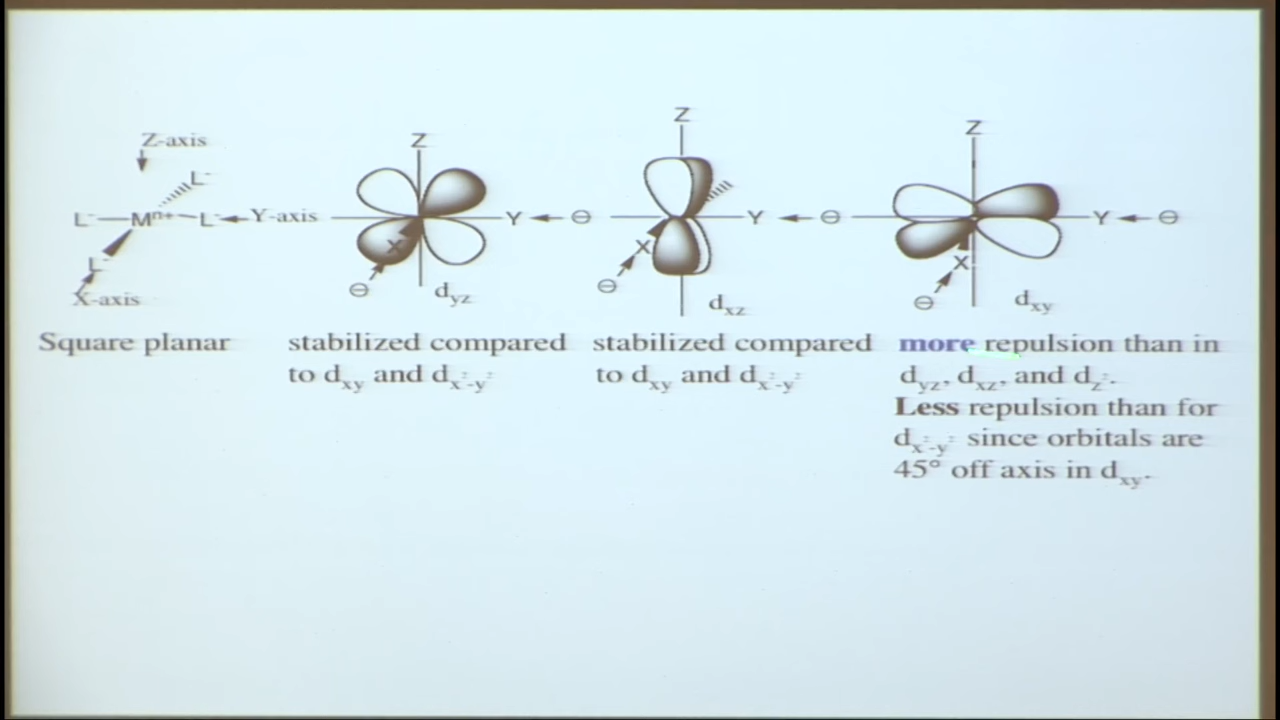 Z-axis
L⁻
L⁻ Mⁿ⁺ L⁻ Y-axis
L⁻
X-axis
Square planar
Z
Y ⊖
X
⊖
d_yz
stabilized compared
to d_xy and d_x²-y²
Z
Y ⊖
X
⊖
d_xz
stabilized compared
to d_xy and d_x²-y²
Z
Y ⊖
X
⊖
d_xy
more repulsion than in
d_yz, d_xz, and d_z².
Less repulsion than for
d_x²-y² since orbitals are
45° off axis in d_xy.